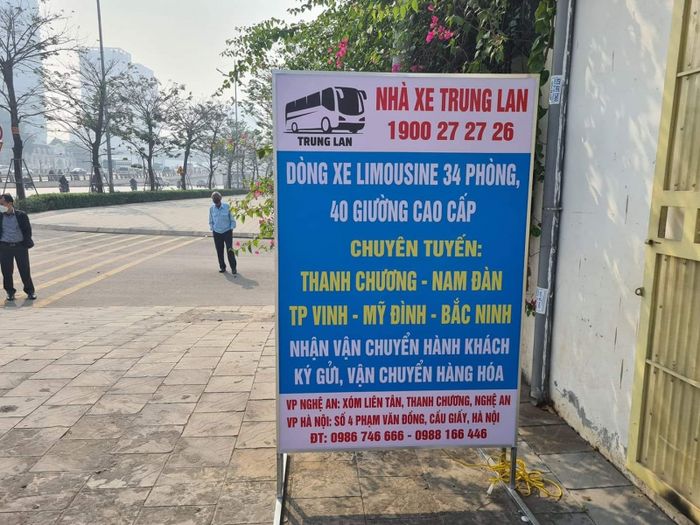 NHÀ XE TRUNG LAN
1900 27 27 26
TRUNG LAN
DÒNG XE LIMOUSINE 34 PHÒNG,
40 GIƯỜNG CAO CẤP
CHUYÊN TUYẾN:
THANH CHƯƠNG - NAM ĐÀN
TP VINH - MỸ ĐÌNH - BẮC NINH
NHẬN VẬN CHUYỂN HÀNH KHÁCH
KÝ GỬI, VẬN CHUYỂN HÀNG HÓA
VP NGHỆ AN: XÓM LIÊN TÂN, THANH CHƯƠNG, NGHỆ AN
VP HÀ NỘI: SỐ 4 PHẠM VĂN ĐỒNG, CẦU GIẤY, HÀ NỘI
ĐT: 0986 746 666 - 0988 166 446